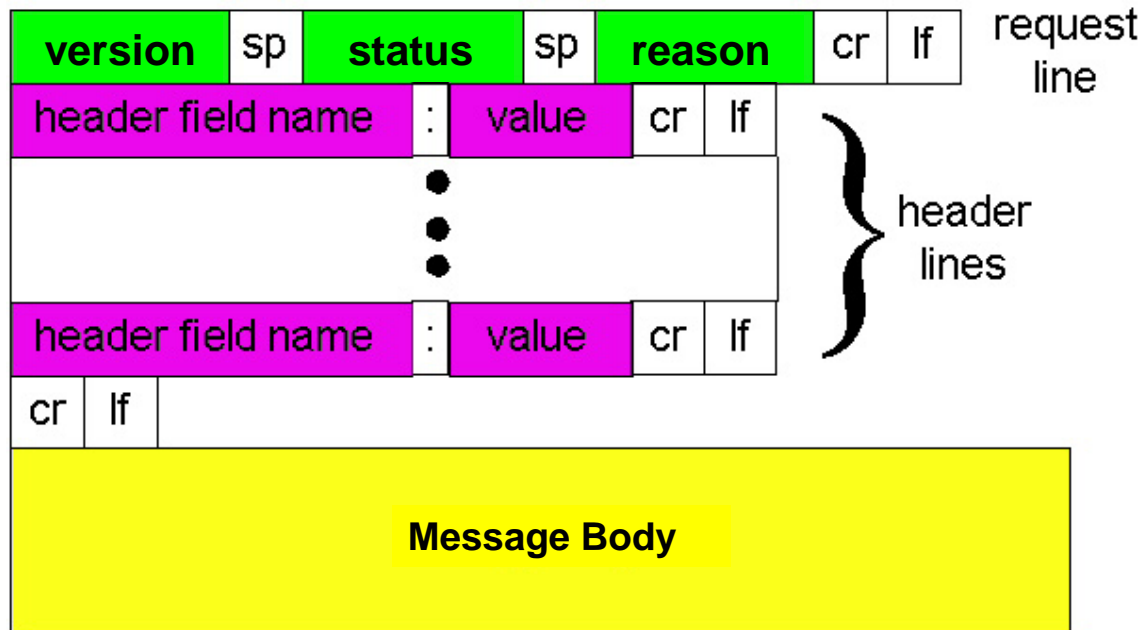 version sp status sp reason cr lf
request
line
header field name : value cr lf
header
lines
header field name : value cr lf
cr lf
Message Body